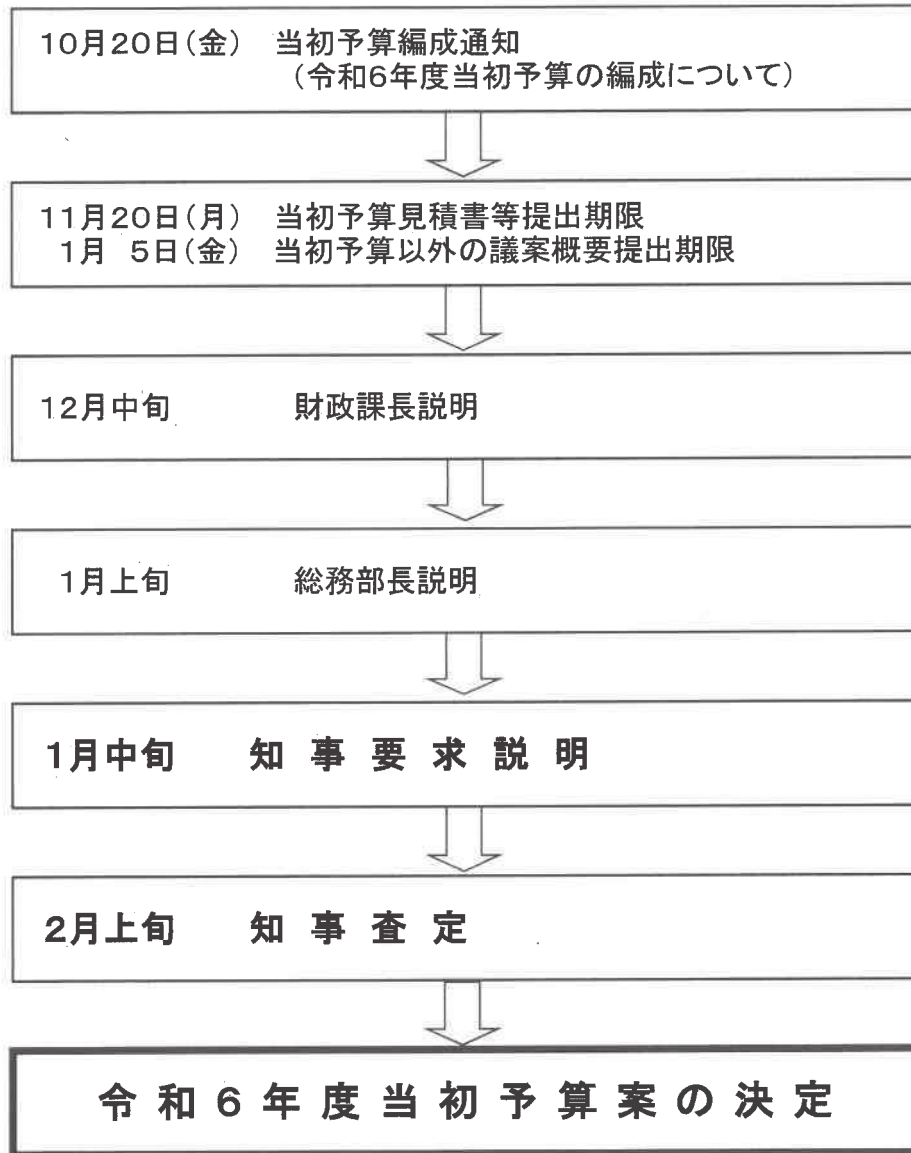 10月20日(金) 当初予算編成通知
(令和6年度当初予算の編成について)
11月20日(月) 当初予算見積書等提出期限
1月 5日(金) 当初予算以外の議案概要提出期限
12月中旬 財政課長説明
1月上旬 総務部長説明
1月中旬 知事要求説明
2月上旬 知事査定
令和6年度当初予算案の決定